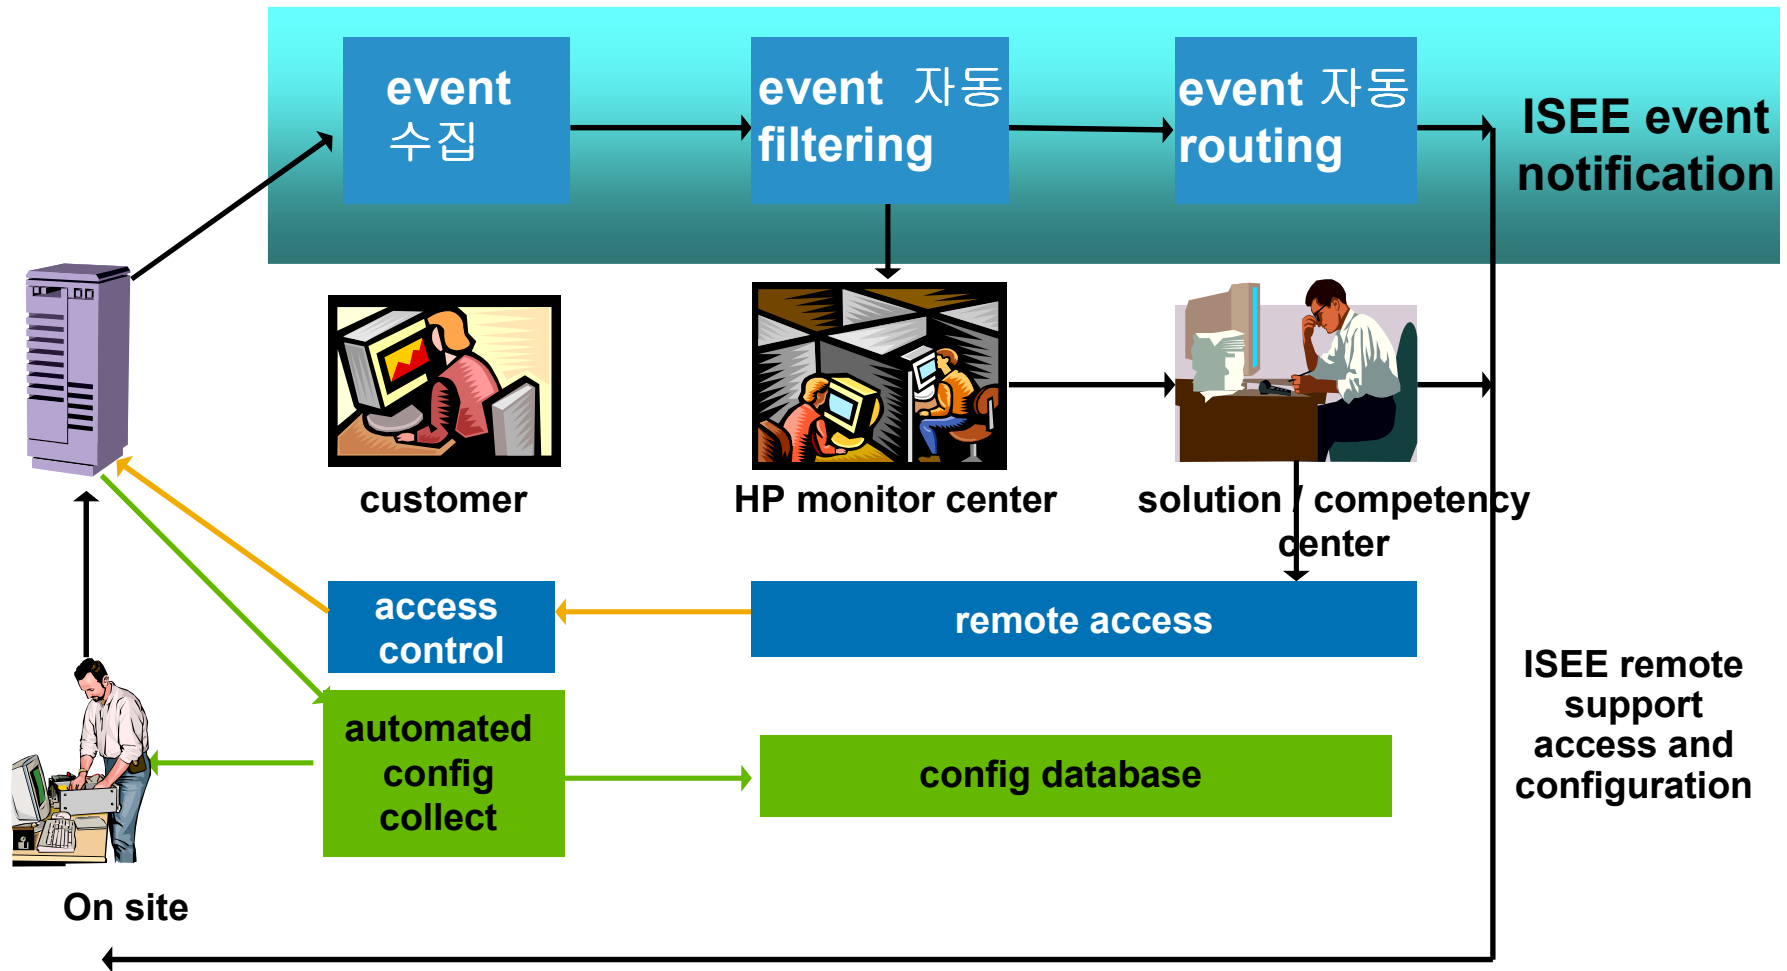 event
수집
event 자동
filtering
event 자동
routing
ISEE event
notification
customer
HP monitor center
solution / competency
center
access
control
remote access
ISEE remote
support
access and
configuration
automated
config
collect
config database
On site